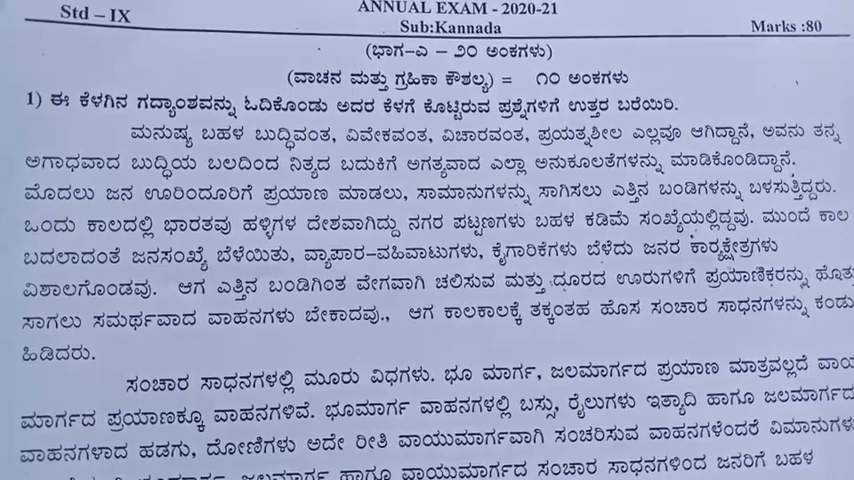 Std – IX
ANNUAL EXAM - 2020-21
Sub:Kannada
Marks :80
(ಭಾಗ-ಎ – ೨೦ ಅಂಕಗಳು)
(ವಾಚನ ಮತ್ತು ಗ್ರಹಿಕಾ ಕೌಶಲ್ಯ) = ೧೦ ಅಂಕಗಳು
1) ಈ ಕೆಳಗಿನ ಗದ್ಯಾಂಶವನ್ನು ಓದಿಕೊಂಡು ಅದರ ಕೆಳಗೆ ಕೊಟ್ಟಿರುವ ಪ್ರಶ್ನೆಗಳಿಗೆ ಉತ್ತರ ಬರೆಯಿರಿ.
ಮನುಷ್ಯ ಬಹಳ ಬುದ್ಧಿವಂತ, ವಿವೇಕವಂತ, ವಿಚಾರವಂತ, ಪ್ರಯತ್ನಶೀಲ ಎಲ್ಲವೂ ಆಗಿದ್ದಾನೆ, ಅವನು ತನ್ನ
ಅಗಾಧವಾದ ಬುದ್ಧಿಯ ಬಲದಿಂದ ನಿತ್ಯದ ಬದುಕಿಗೆ ಅಗತ್ಯವಾದ ಎಲ್ಲಾ ಅನುಕೂಲತೆಗಳನ್ನು ಮಾಡಿಕೊಂಡಿದ್ದಾನೆ.
ಮೊದಲು ಜನ ಊರಿಂದೂರಿಗೆ ಪ್ರಯಾಣ ಮಾಡಲು, ಸಾಮಾನುಗಳನ್ನು ಸಾಗಿಸಲು ಎತ್ತಿನ ಬಂಡಿಗಳನ್ನು ಬಳಸುತ್ತಿದ್ದರು.
ಒಂದು ಕಾಲದಲ್ಲಿ ಭಾರತವು ಹಳ್ಳಿಗಳ ದೇಶವಾಗಿದ್ದು ನಗರ ಪಟ್ಟಣಗಳು ಬಹಳ ಕಡಿಮೆ ಸಂಖ್ಯೆಯಲ್ಲಿದ್ದವು. ಮುಂದೆ ಕಾಲ
ಬದಲಾದಂತೆ ಜನಸಂಖ್ಯೆ ಬೆಳೆಯಿತು, ವ್ಯಾಪಾರ-ವಹಿವಾಟುಗಳು, ಕೈಗಾರಿಕೆಗಳು ಬೆಳೆದು ಜನರ ಕಾರ್‍ಯಕ್ಷೇತ್ರಗಳು
ವಿಶಾಲಗೊಂಡವು. ಆಗ ಎತ್ತಿನ ಬಂಡಿಗಿಂತ ವೇಗವಾಗಿ ಚಲಿಸುವ ಮತ್ತು ದೂರದ ಊರುಗಳಿಗೆ ಪ್ರಯಾಣಿಕರನ್ನು ಹೊತ್ತು
ಸಾಗಲು ಸಮರ್ಥವಾದ ವಾಹನಗಳು ಬೇಕಾದವು., ಆಗ ಕಾಲಕಾಲಕ್ಕೆ ತಕ್ಕಂತಹ ಹೊಸ ಸಂಚಾರ ಸಾಧನಗಳನ್ನು ಕಂಡು
ಹಿಡಿದರು.
ಸಂಚಾರ ಸಾಧನಗಳಲ್ಲಿ ಮೂರು ವಿಧಗಳು. ಭೂ ಮಾರ್ಗ, ಜಲಮಾರ್ಗದ ಪ್ರಯಾಣ ಮಾತ್ರವಲ್ಲದೆ ವಾಯು
ಮಾರ್ಗದ ಪ್ರಯಾಣಕ್ಕೂ ವಾಹನಗಳಿವೆ. ಭೂಮಾರ್ಗ ವಾಹನಗಳಲ್ಲಿ ಬಸ್ಸು, ರೈಲುಗಳು ಇತ್ಯಾದಿ ಹಾಗೂ ಜಲಮಾರ್ಗದ
ವಾಹನಗಳಾದ ಹಡಗು, ದೋಣಿಗಳು ಅದೇ ರೀತಿ ವಾಯುಮಾರ್ಗವಾಗಿ ಸಂಚರಿಸುವ ವಾಹನಗಳೆಂದರೆ ವಿಮಾನುಗಳು
ಜಲಮಾರ್ಗ ಹಾಗೂ ವಾಯುಮಾರ್ಗದ ಸಂಚಾರ ಸಾಧನಗಳಿಂದ ಜನರಿಗೆ ಬಹಳ